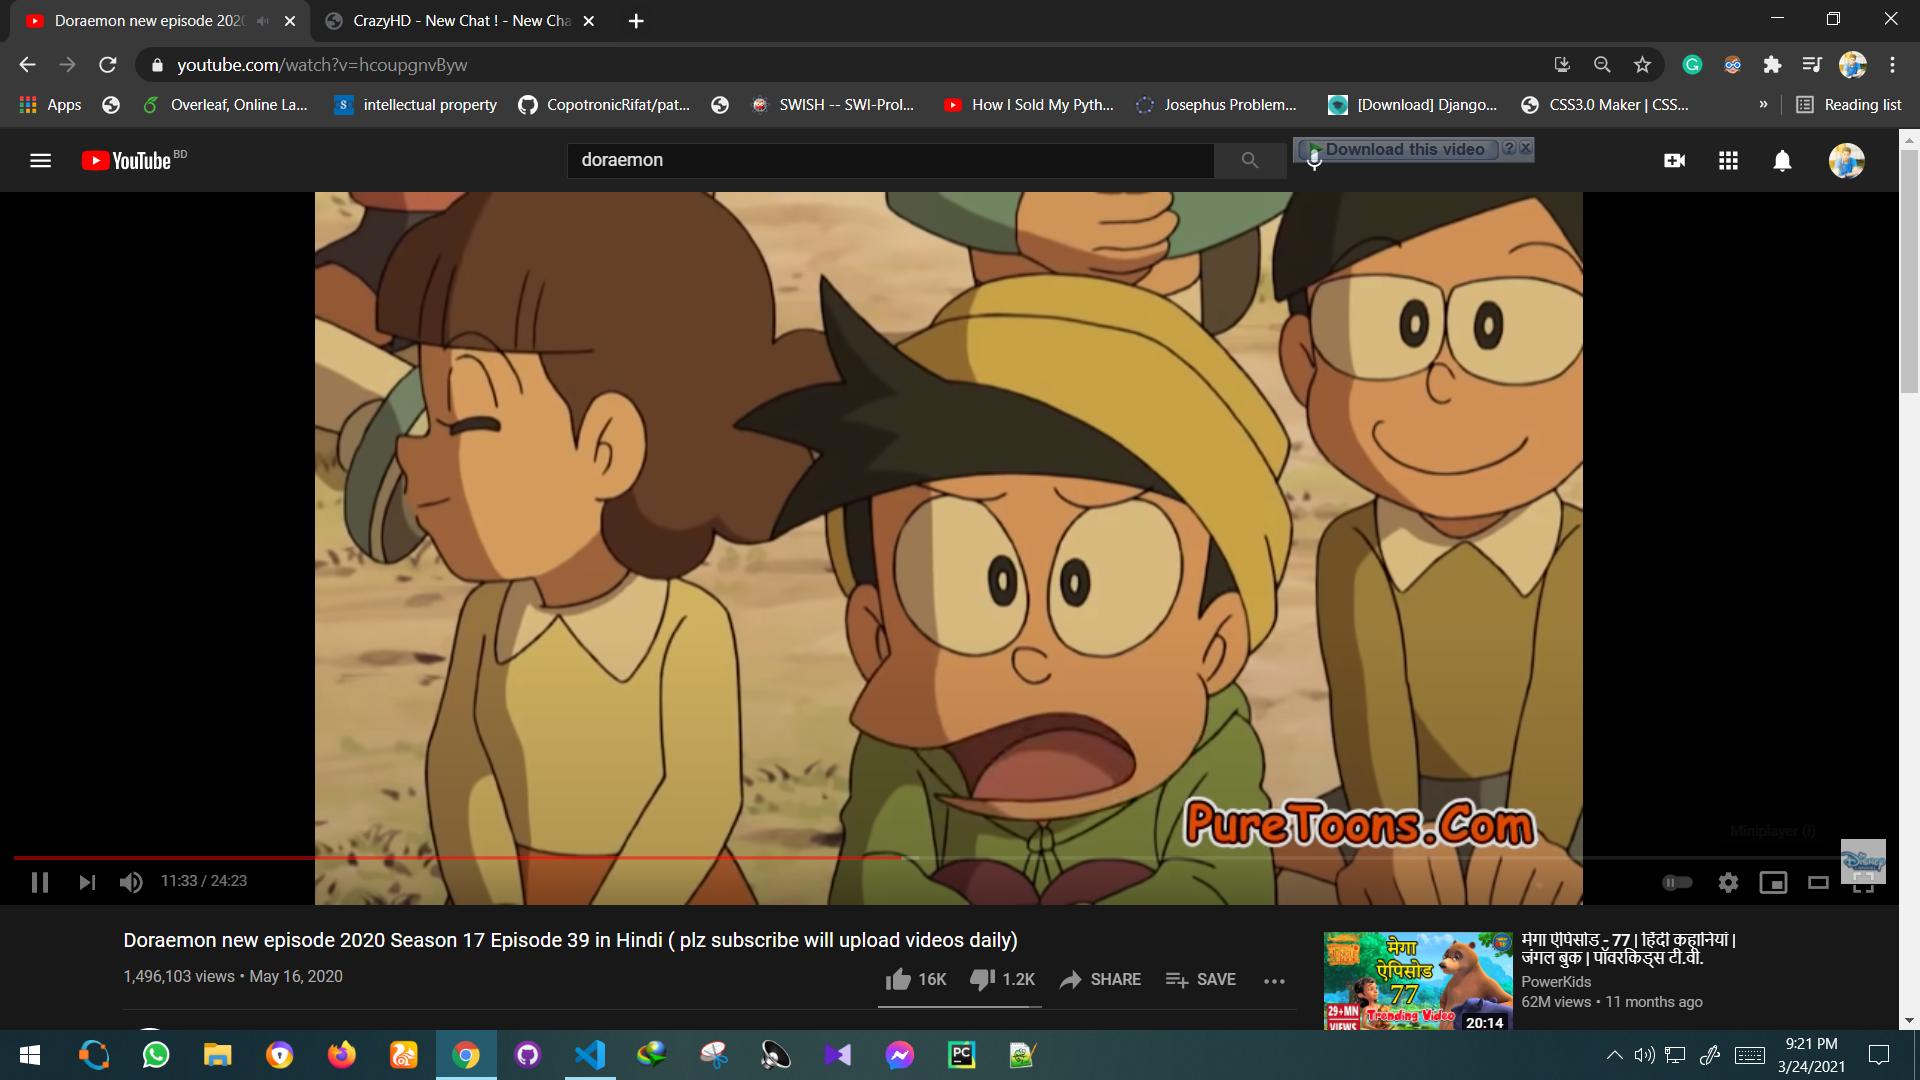 Doraemon new episode 202
CrazyHD - New Chat ! - New Cha
youtube.com/watch?v=hcoupgnvByw
Apps
Overleaf, Online La...
intellectual property
CopotronicRifat/pat...
SWISH -- SWI-Prol...
How I Sold My Pyth...
Josephus Problem...
[Download] Django...
CSS3.0 Maker | CSS...
»
Reading list
YouTube BD
doraemon
Download this video
PureToons.Com
Miniplayer (i)
Disney
11:33 / 24:23
Doraemon new episode 2020 Season 17 Episode 39 in Hindi ( plz subscribe will upload videos daily)
1,496,103 views • May 16, 2020
16K
1.2K
SHARE
SAVE
मेगा
ऐपिसोड
77
29+MN
VIEWS
Trending Video
20:14
मेगा ऐपिसोड - 77 | हिंदी कहानियां |
जंगल बुक | पॉवरकिड्स टी.वी.
PowerKids
62M views • 11 months ago
PC
9:21 PM
3/24/2021